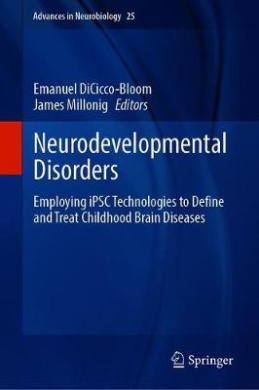 Advances in Neurobiology 25
Emanuel DiCicco-Bloom
James Millonig Editors
Neurodevelopmental
Disorders
Employing iPSC Technologies to Define
and Treat Childhood Brain Diseases
Springer